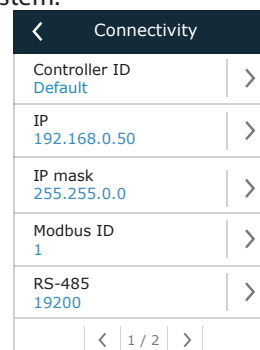 stem.
Connectivity
Controller ID
Default
IP
192.168.0.50
IP mask
255.255.0.0
Modbus ID
1
RS-485
19200
1 / 2